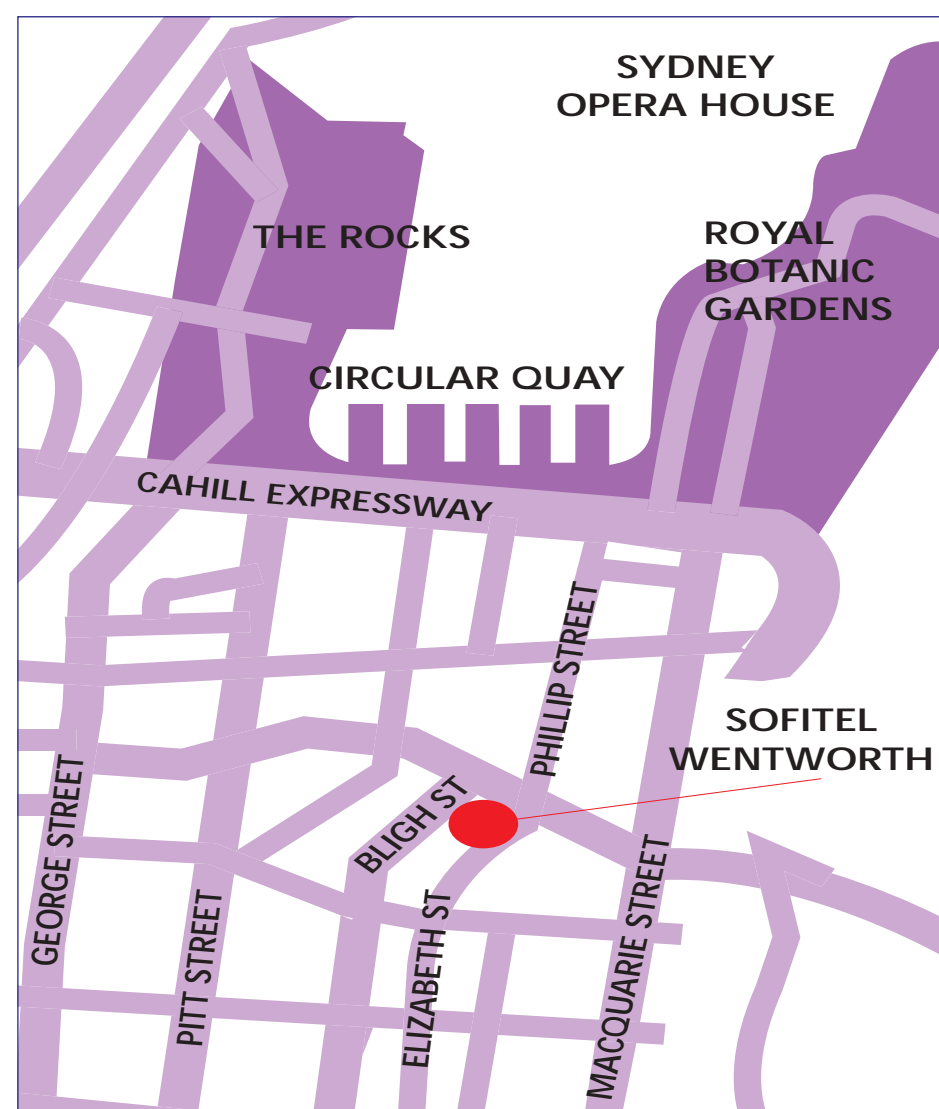 SYDNEY
OPERA HOUSE
THE ROCKS
ROYAL
BOTANIC
GARDENS
CIRCULAR QUAY
CAHILL EXPRESSWAY
PHILLIP STREET
SOFITEL
WENTWORTH
GEORGE STREET
BLIGH ST
PITT STREET
ELIZABETH ST
MACQUARIE STREET